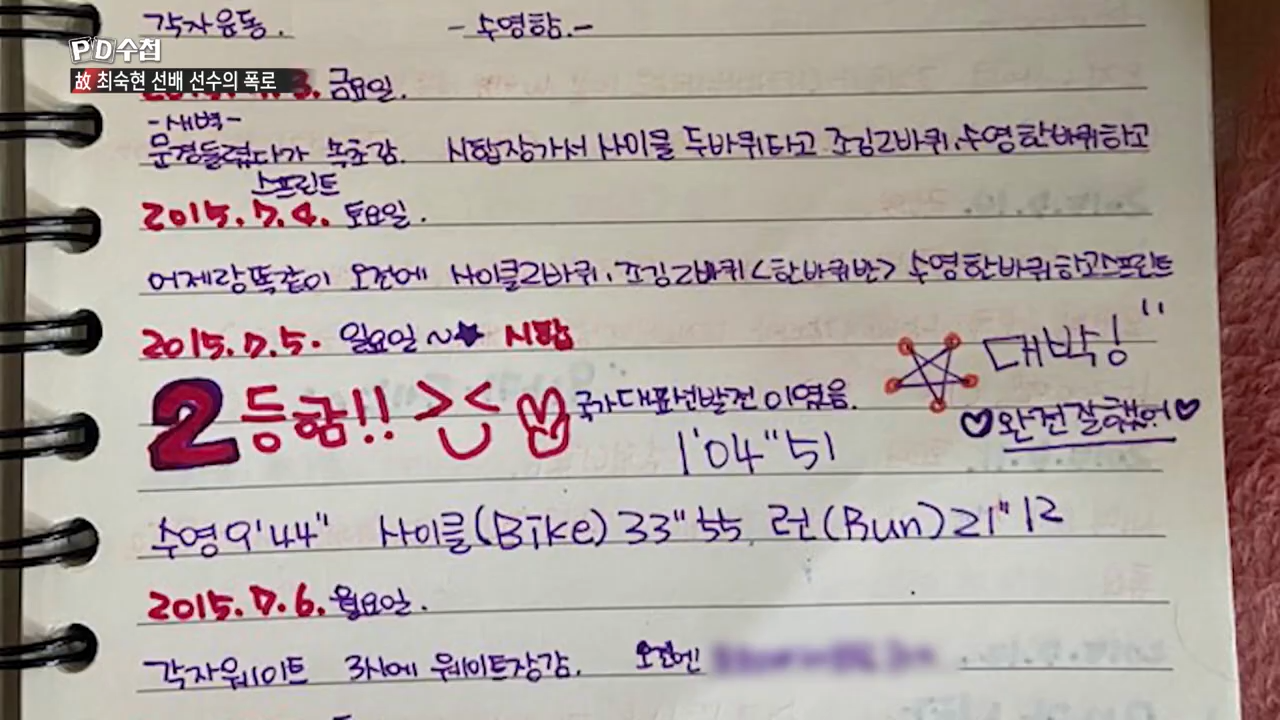 PD수첩
故 최숙현 선배 선수의 폭로
각자운동. -수영함.-
3. 금요일.
-새벽-
문경들렸다가 속초감. 시합장가서 사이클 두바퀴타고 조깅2바퀴.수영한바퀴하고
스프린트
2015.7.4. 토요일.
어제랑똑같이 오전에 사이클2바퀴, 조깅2바퀴<한바퀴반> 수영한바퀴하고스프린트
2015.7.5. 일요일~★ 시합
대박!"
2등함!! >< 국가대표선발전이였음.
♡완전잘했어♡
1'04"51
수영9'44" 사이클(Bike) 33"55, 런(Run)21"12
2015.7.6. 월요일.
각자웨이트 3시에 웨이트장감. 오전엔